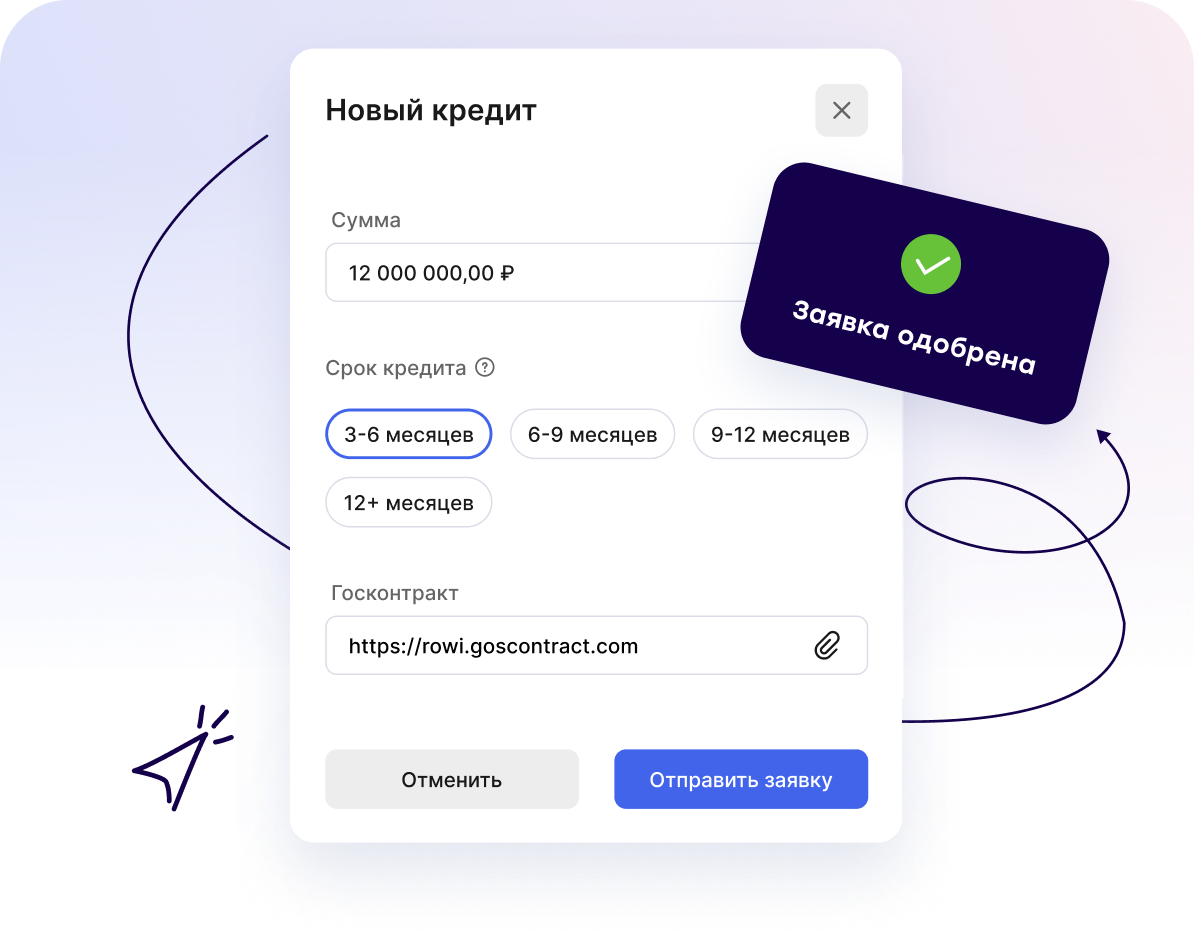 Новый кредит
Сумма
12 000 000,00 ₽
Заявка одобрена
Срок кредита ?
3-6 месяцев
6-9 месяцев
9-12 месяцев
12+ месяцев
Госконтракт
https://rowi.goscontract.com
Отменить
Отправить заявку